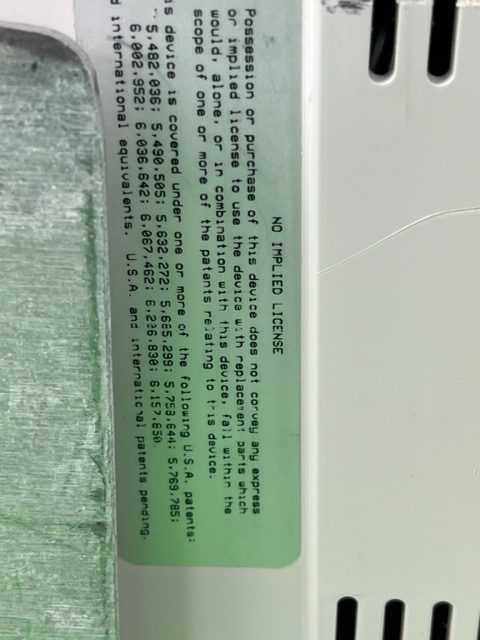 NO IMPLIED LICENSE
Possession or purchase of this device does not convey any express
or implied license to use the device with replacement parts which
would, alone, or in combination with this device, fall within the
scope of one or more of the patents relating to this device.
device is covered under one or more of the following U.S.A. patents:
5,482,036; 5,490,505; 5,632,272; 5,685,299; 5,758,644; 5,769,785;
6,002,952; 6,036,642; 6,067,462; 6,206,830; 6,157,850
international equivalents. U.S.A. and international patents pending.